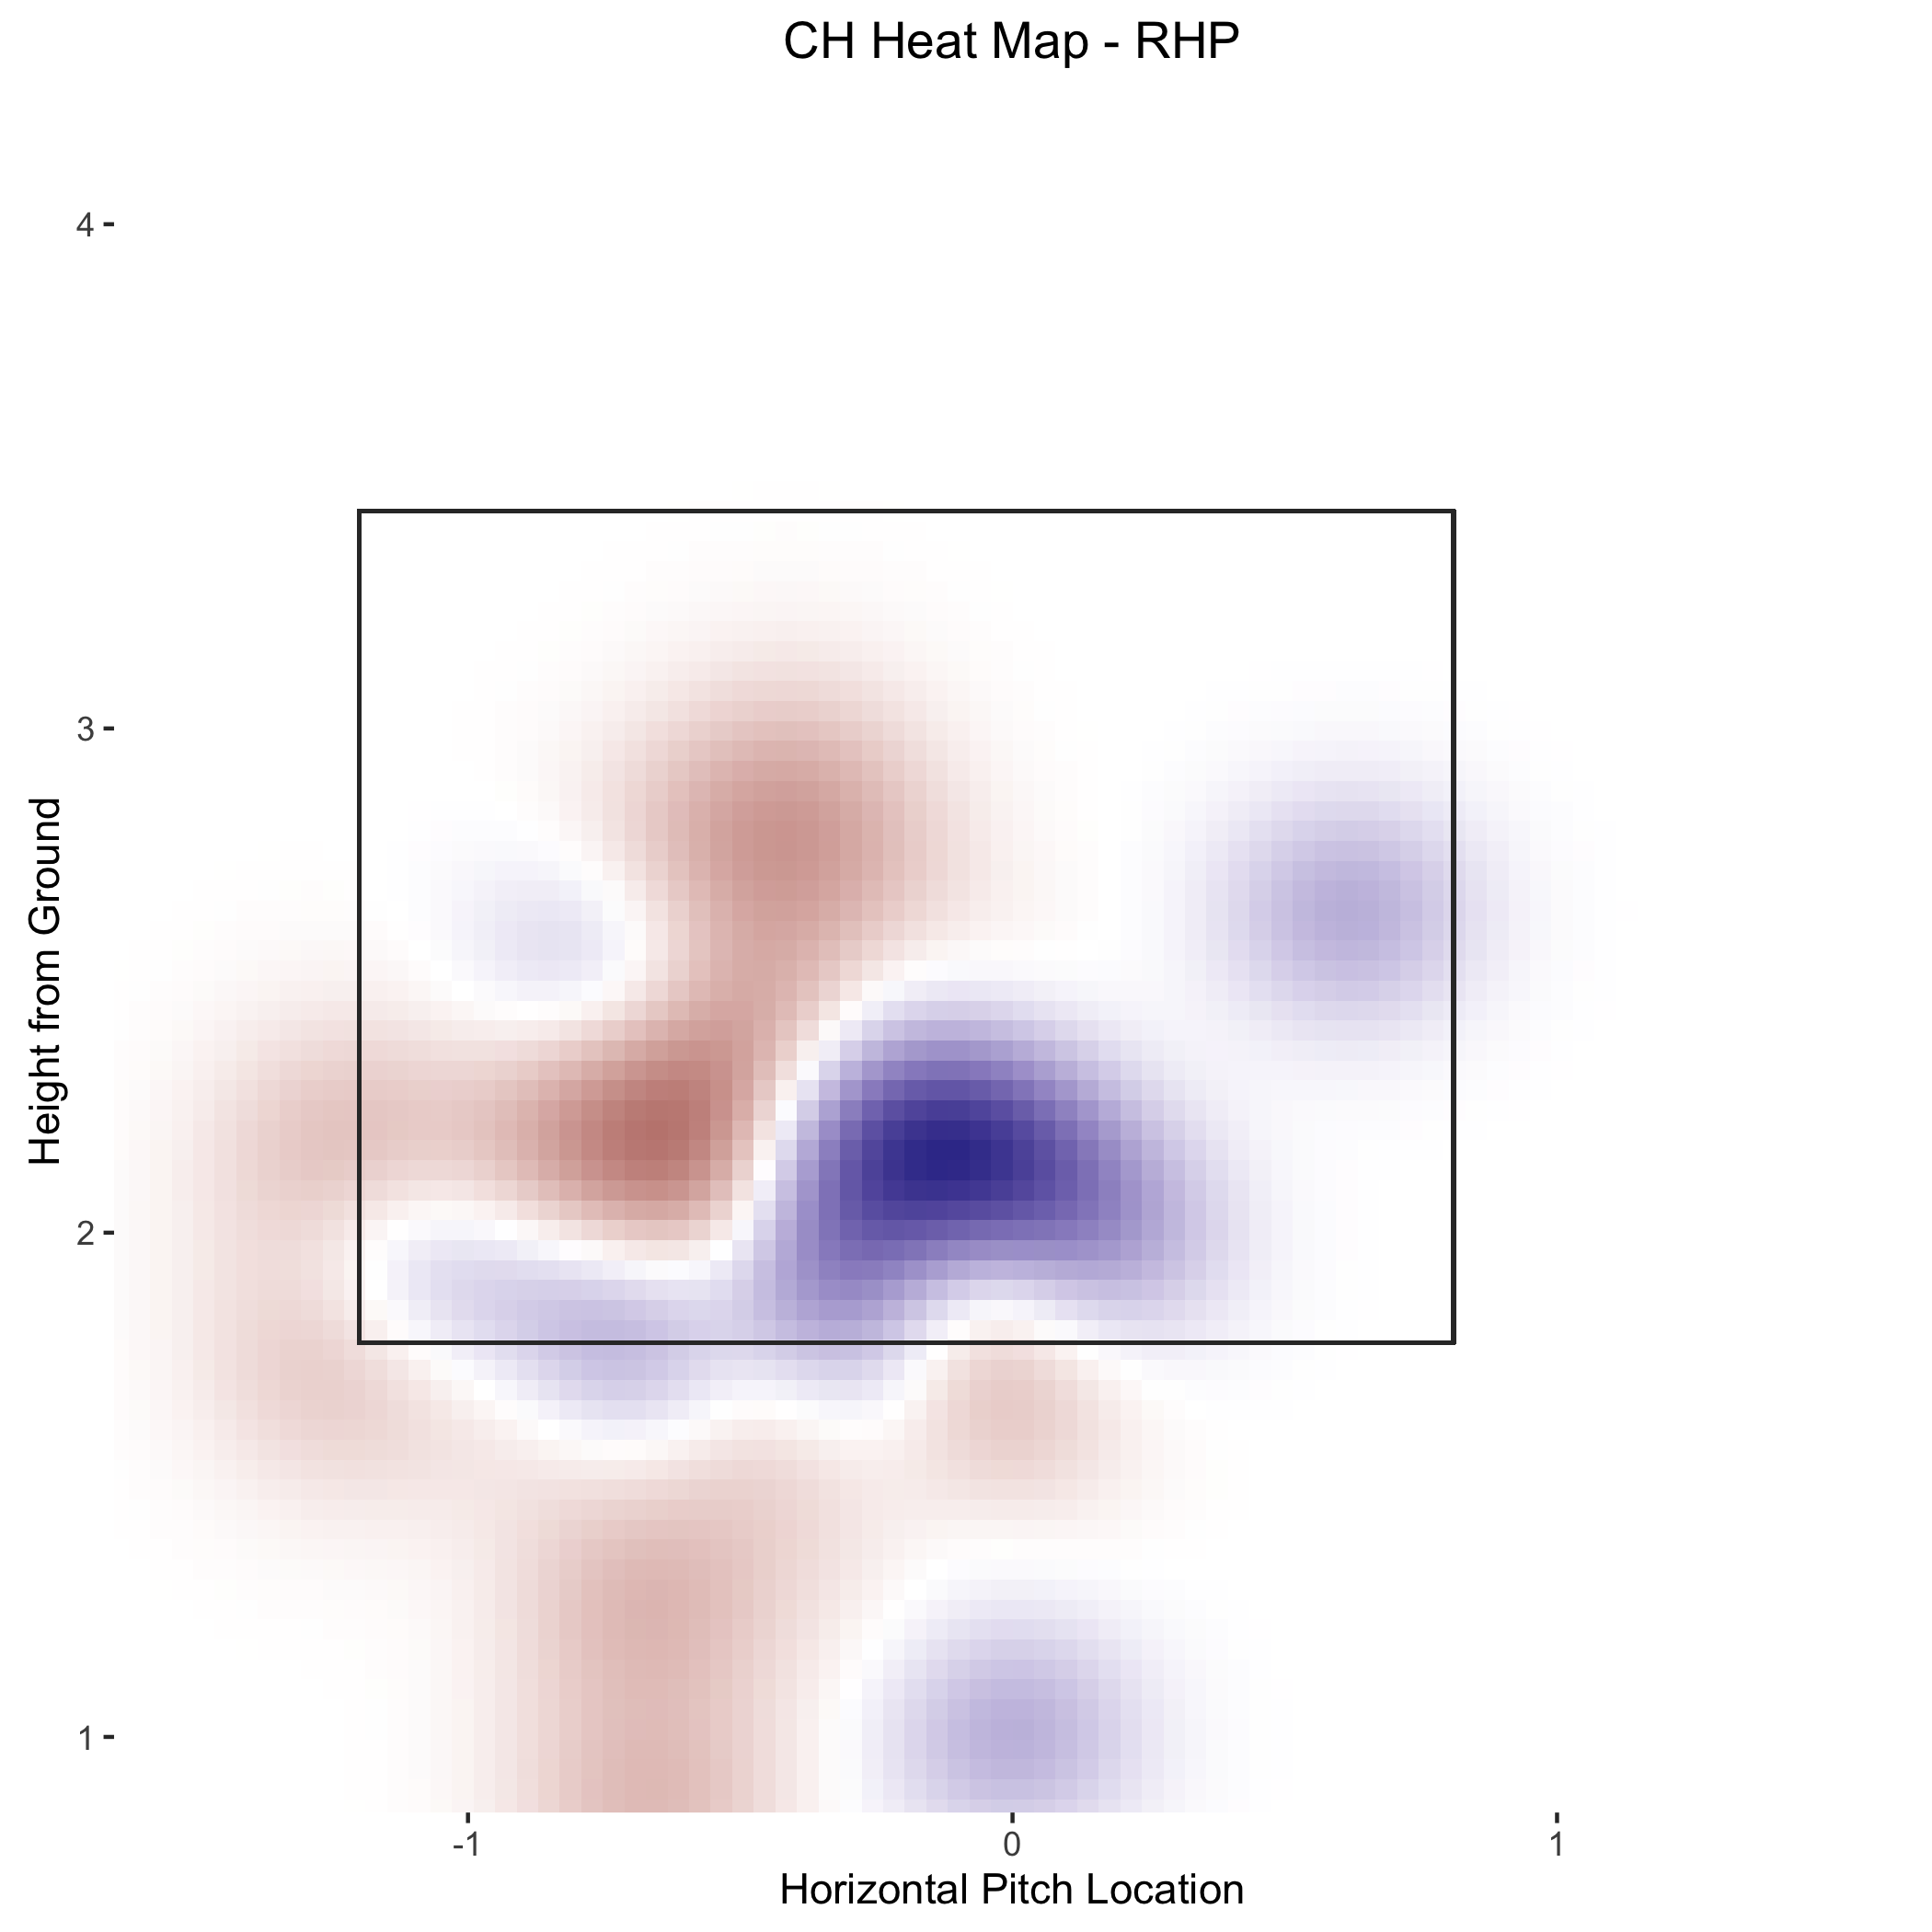 CH Heat Map - RHP
4
3
2
1
Height from Ground
-1 0 1
Horizontal Pitch Location